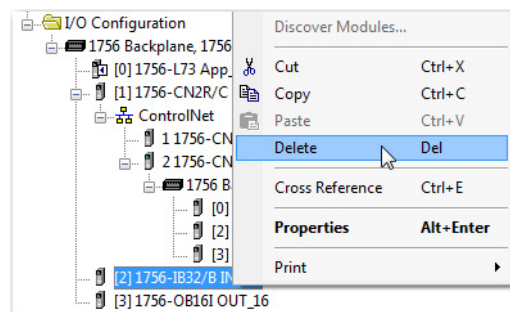 I/O Configuration
1756 Backplane, 1756
[0] 1756-L73 App_
[1] 1756-CN2R/C
ControlNet
1 1756-CN
2 1756-CN
1756 B
[0]
[2]
[3]
[2] 1756-IB32/B IN
[3] 1756-OB16I OUT_16
Discover Modules...
Cut Ctrl+X
Copy Ctrl+C
Paste Ctrl+V
Delete Del
Cross Reference Ctrl+E
Properties Alt+Enter
Print